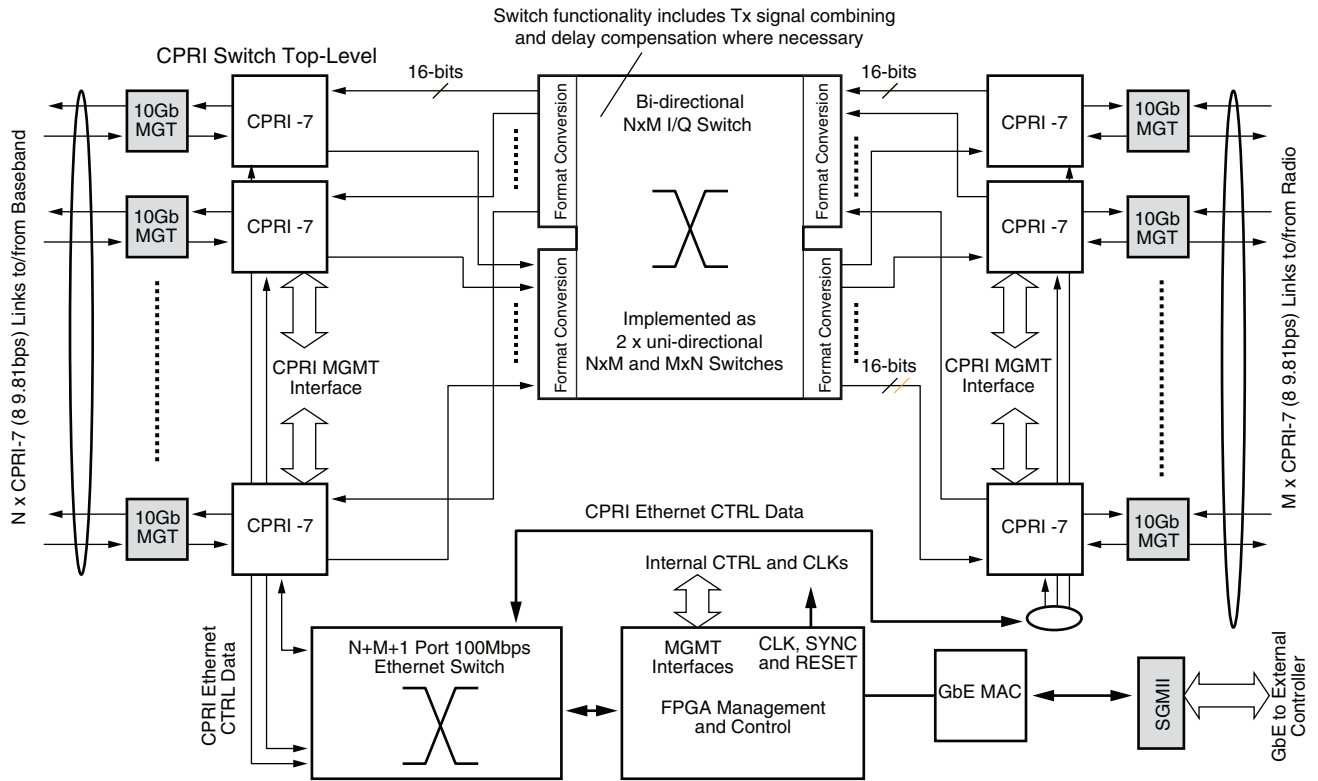 Switch functionality includes Tx signal combining
and delay compensation where necessary
CPRI Switch Top-Level
16-bits
16-bits
10Gb
MGT
CPRI -7
Format Conversion
Bi-directional
NxM I/Q Switch
Format Conversion
CPRI -7
10Gb
MGT
10Gb
MGT
CPRI -7
CPRI -7
10Gb
MGT
N x CPRI-7 (8 9.81bps) Links to/from Baseband
M x CPRI-7 (8 9.81bps) Links to/from Radio
Format Conversion
Implemented as
2 x uni-directional
NxM and MxN Switches
Format Conversion
CPRI MGMT
Interface
16-bits
CPRI MGMT
Interface
10Gb
MGT
CPRI -7
CPRI -7
10Gb
MGT
CPRI Ethernet CTRL Data
Internal CTRL and CLKs
CPRI Ethernet
CTRL Data
N+M+1 Port 100Mbps
Ethernet Switch
MGMT
Interfaces
CLK, SYNC
and RESET
FPGA Management
and Control
GbE MAC
SGMII
GbE to External
Controller